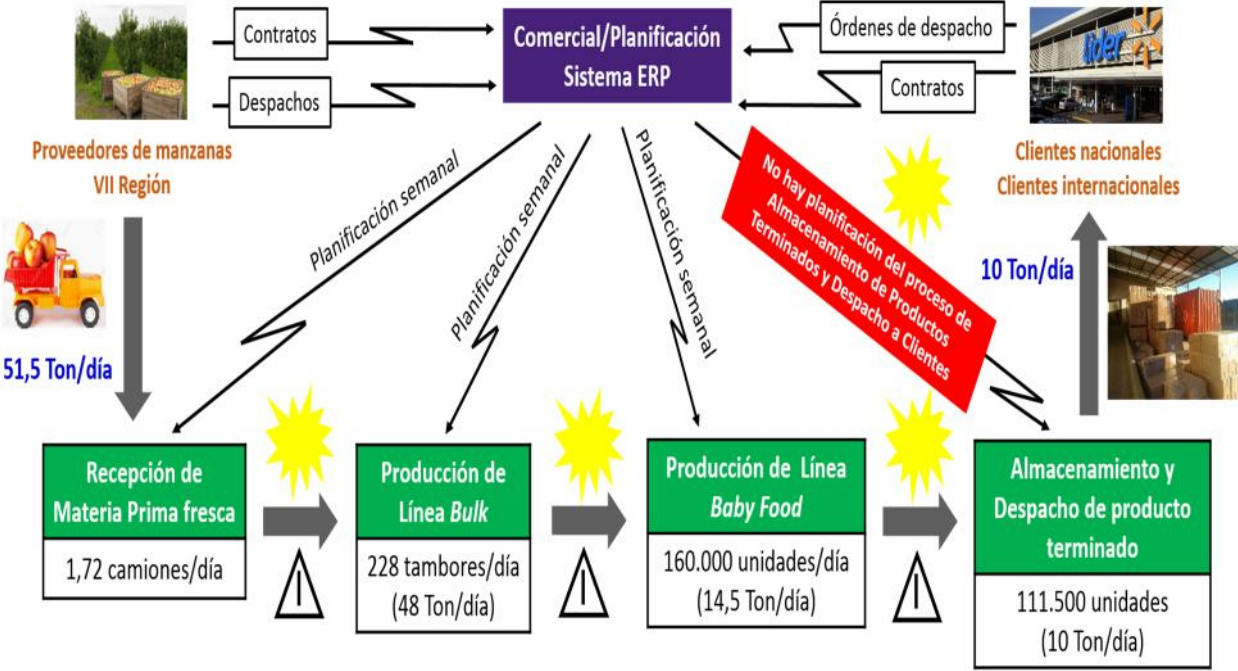 Contratos
Despachos
Comercial/Planificación
Sistema ERP
Órdenes de despacho
Contratos
lider
Proveedores de manzanas
VII Región
Clientes nacionales
Clientes internacionales
Planificación semanal
Planificación semanal
Planificación semanal
No hay planificación del proceso de
Almacenamiento de Productos
Terminados y Despacho a Clientes
51,5 Ton/día
10 Ton/día
Recepción de
Materia Prima fresca
1,72 camiones/día
Producción de
Línea Bulk
228 tambores/día
(48 Ton/día)
Producción de Línea
Baby Food
160.000 unidades/día
(14,5 Ton/día)
Almacenamiento y
Despacho de producto
terminado
111.500 unidades
(10 Ton/día)
I
I
I